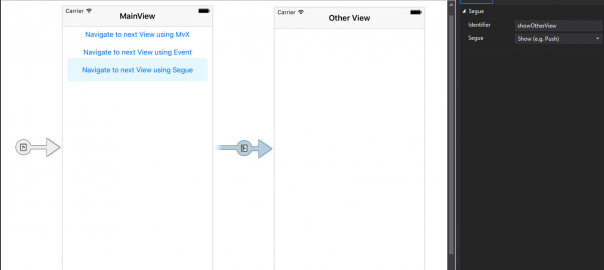 Carrier
MainView
Navigate to next View using MvX
Navigate to next View using Event
Navigate to next View using Segue
Carrier
Other View
Segue
Identifier showOtherView
Segue Show (e.g. Push)